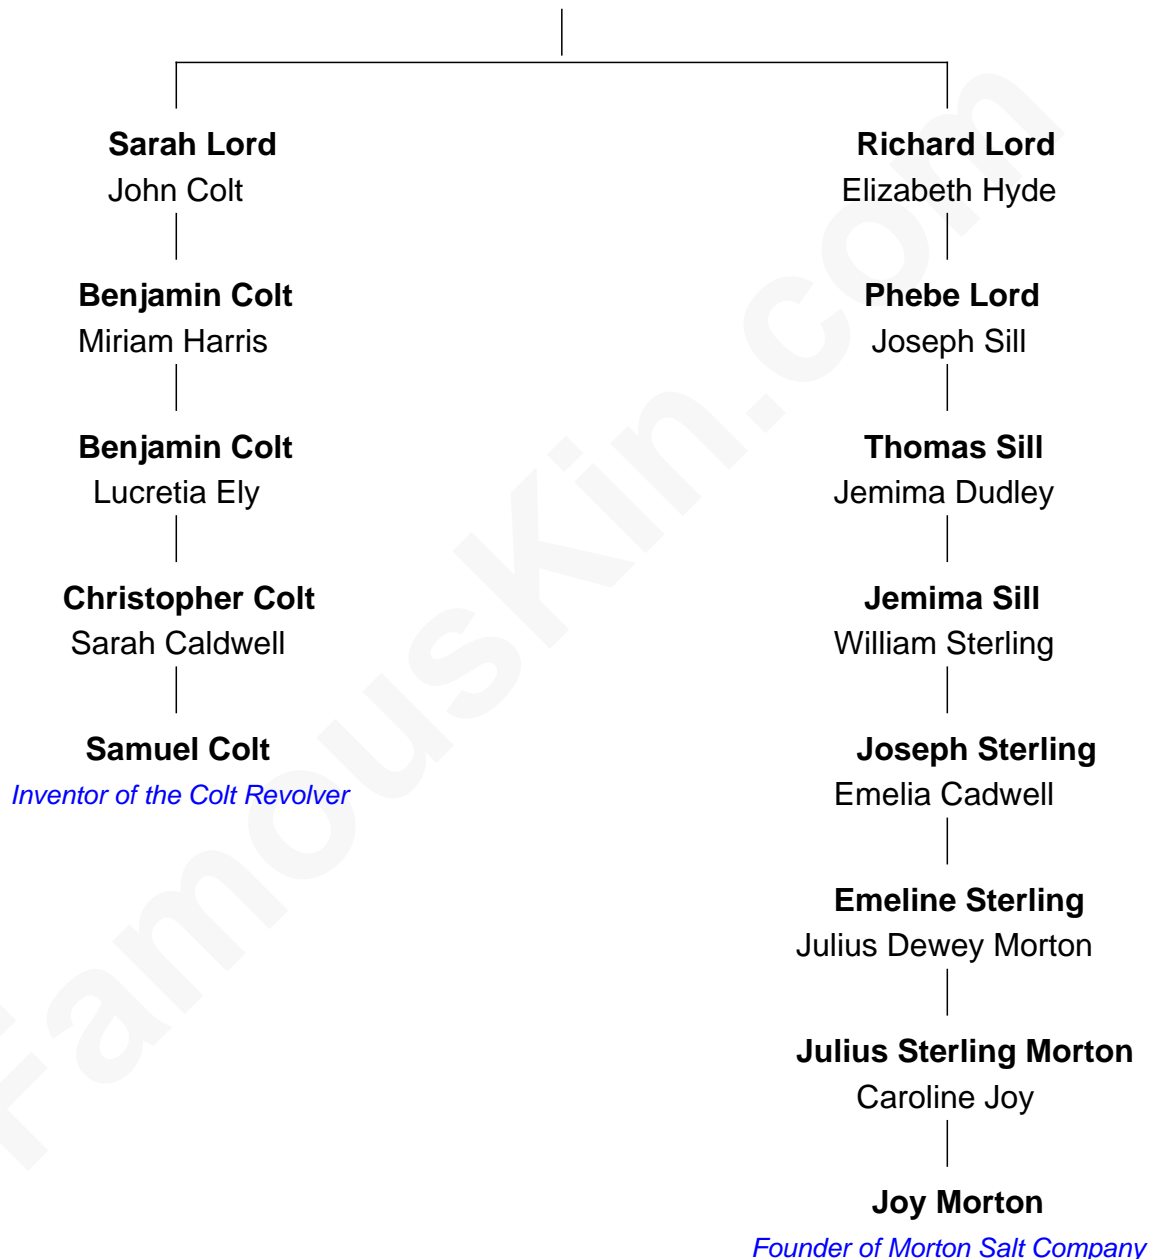 Sarah Lord
John Colt
Richard Lord
Elizabeth Hyde
Benjamin Colt
Miriam Harris
Phebe Lord
Joseph Sill
Benjamin Colt
Lucretia Ely
Thomas Sill
Jemima Dudley
Christopher Colt
Sarah Caldwell
Jemima Sill
William Sterling
Samuel Colt
Inventor of the Colt Revolver
Joseph Sterling
Emelia Cadwell
Emeline Sterling
Julius Dewey Morton
Julius Sterling Morton
Caroline Joy
Joy Morton
Founder of Morton Salt Company
FamousKin.com